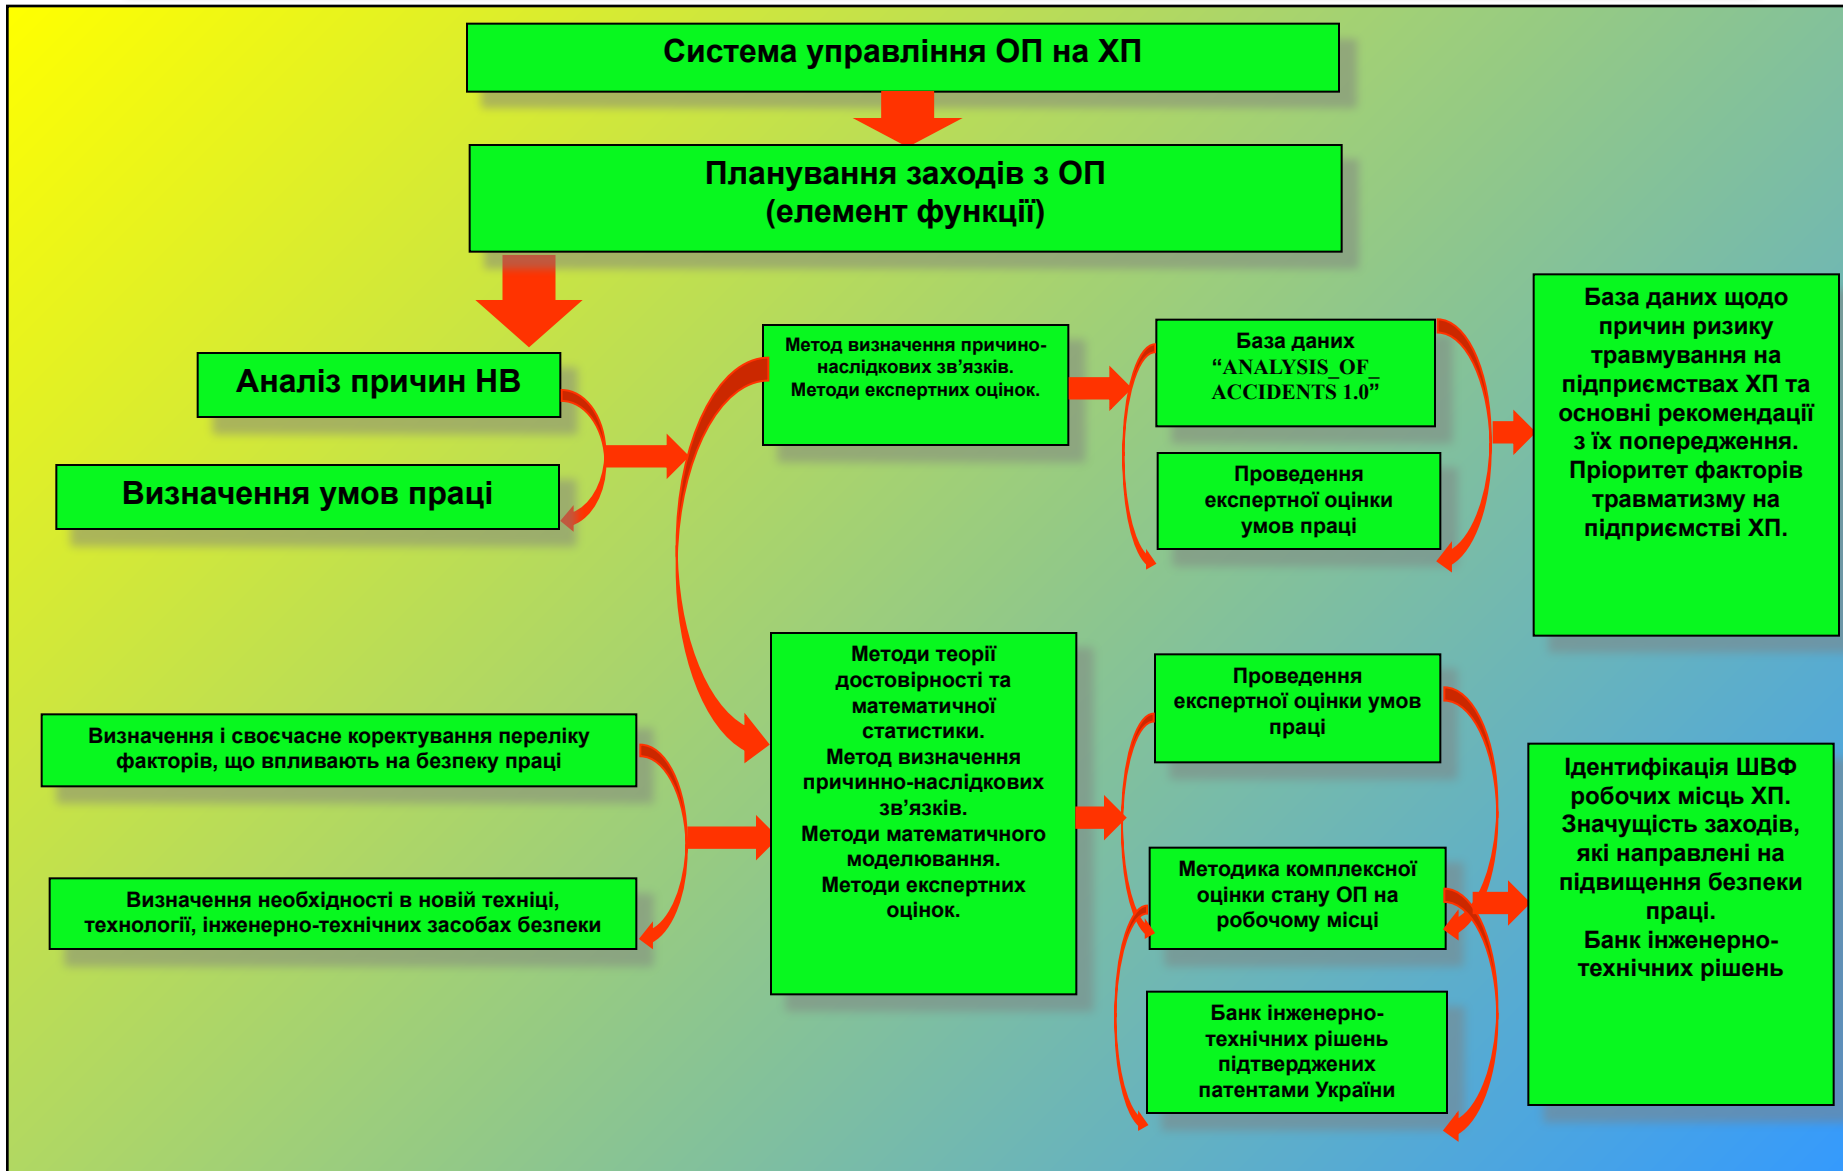 Система управління ОП на ХП
Планування заходів з ОП
(елемент функції)
Аналіз причин НВ
Визначення умов праці
Метод визначення причино-
наслідкових зв’язків.
Методи експертних оцінок.
База даних
“ANALYSIS_OF_
ACCIDENTS 1.0”
Проведення
експертної оцінки
умов праці
База даних щодо
причин ризику
травмування на
підприємствах ХП та
основні рекомендації
з їх попередження.
Пріоритет факторів
травматизму на
підприємстві ХП.
Визначення і своєчасне коректування переліку
факторів, що впливають на безпеку праці
Визначення необхідності в новій техніці,
технології, інженерно-технічних засобах безпеки
Методи теорії
достовірності та
математичної
статистики.
Метод визначення
причинно-наслідкових
зв’язків.
Методи математичного
моделювання.
Методи експертних
оцінок.
Проведення
експертної оцінки умов
праці
Методика комплексної
оцінки стану ОП на
робочому місці
Банк інженерно-
технічних рішень
підтверджених
патентами України
Ідентифікація ШВФ
робочих місць ХП.
Значущість заходів,
які направлені на
підвищення безпеки
праці.
Банк інженерно-
технічних рішень